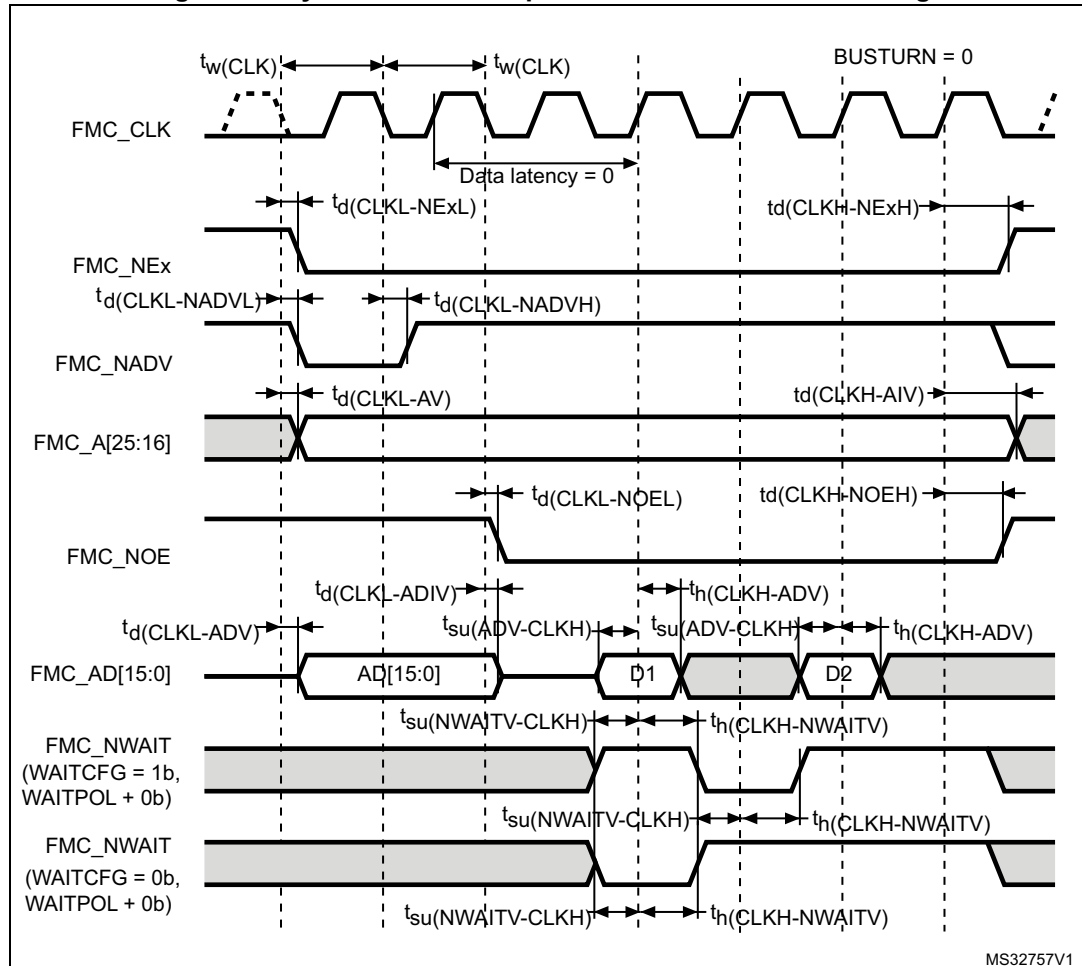 BUSTURN = 0
tw(CLK) tw(CLK)
FMC_CLK
Data latency = 0
td(CLKL-NExL) td(CLKH-NExH)
FMC_NEx
td(CLKL-NADVL) td(CLKL-NADVH)
FMC_NADV
td(CLKL-AV) td(CLKH-AIV)
FMC_A[25:16]
td(CLKL-NOEL) td(CLKH-NOEH)
FMC_NOE
td(CLKL-ADIV) th(CLKH-ADV)
td(CLKL-ADV) tsu(ADV-CLKH) tsu(ADV-CLKH) th(CLKH-ADV)
FMC_AD[15:0] AD[15:0] D1 D2
tsu(NWAITV-CLKH) th(CLKH-NWAITV)
FMC_NWAIT
(WAITCFG = 1b,
WAITPOL + 0b)
tsu(NWAITV-CLKH) th(CLKH-NWAITV)
FMC_NWAIT
(WAITCFG = 0b,
WAITPOL + 0b)
tsu(NWAITV-CLKH) th(CLKH-NWAITV)
MS32757V1